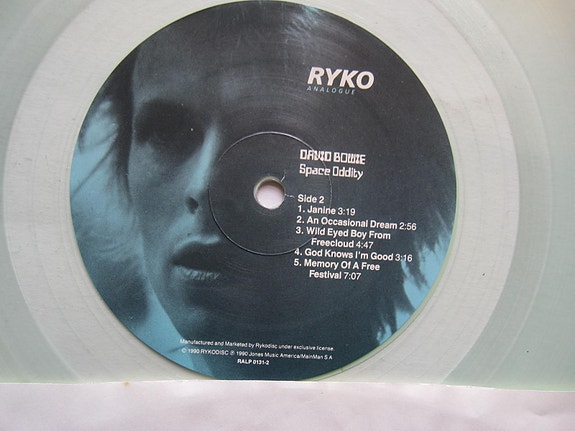 RYKO
ANALOGUE
DAVID BOWIE
Space Oddity
Side 2
1. Janine 3:19
2. An Occasional Dream 2:56
3. Wild Eyed Boy From
Freecloud 4:47
4. God Knows I'm Good 3:16
5. Memory Of A Free
Festival 7:07
Manufactured and Marketed by Rykodisc under exclusive license.
© 1990 RYKODISC ℗ 1990 Jones Music America/MainMan S A
RALP 0131-2